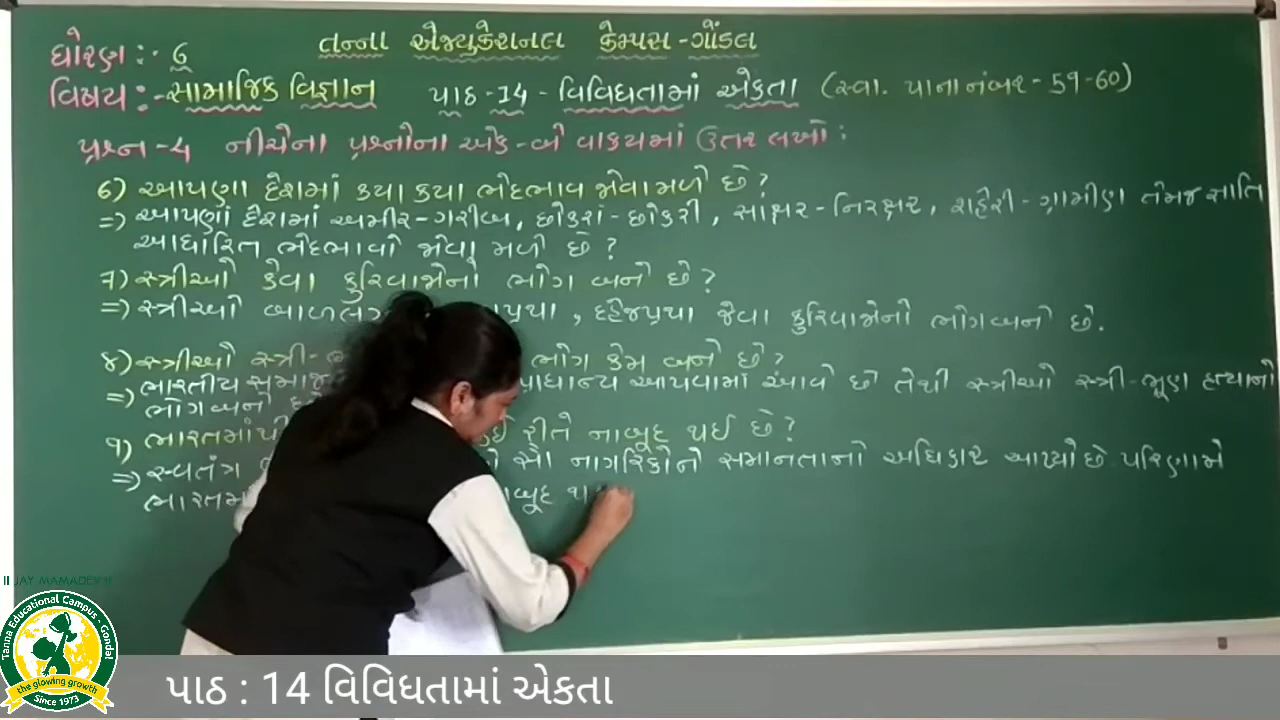 તન્ના એજ્યુકેશનલ કેમ્પસ - ગોંડલ
ધોરણ :- 6
વિષય :- સામાજિક વિજ્ઞાન પાઠ - 14 - વિવિધતામાં એકતા (સ્વા. પાના નંબર - 59-60)
પ્રશ્ન - 4 નીચેના પ્રશ્નોના એક - બે વાક્યમાં ઉત્તર લખો :
6) આપણા દેશમાં કયા કયા ભેદભાવ જોવા મળે છે ?
=> આપણાં દેશમાં અમીર - ગરીબ, છોકરાં - છોકરી, સાક્ષર - નિરક્ષર, શહેરી - ગ્રામીણ તેમજ જાતિ
આધારિત ભેદભાવો જોવા મળે છે ?
7) સ્ત્રીઓ કેવા કુરિવાજોનો ભોગ બને છે ?
=> સ્ત્રીઓ પ્રથા, દહેજપ્રથા જેવા કુરિવાજોનો ભોગ બને છે.
8) સ્ત્રીઓ સ્ત્રી - ભોગ કેમ બને છે ?
=> ભારતીય સમાજ પ્રાધાન્ય આપવામાં આવે છે તેથી સ્ત્રીઓ સ્ત્રી - ભ્રૂણ હત્યાનો
ભોગ બને
9) ભારતમાંથી કઈ રીતે નાબૂદ થઈ છે ?
=> સ્વતંત્ર સૌ નાગરિકોને સમાનતાનો અધિકાર આપ્યો છે પરિણામે
|| JAY MAMADEV ||
Tanna Educational Campus - Gondal
the glowing growth
Since 1973
પાઠ : 14 વિવિધતામાં એકતા